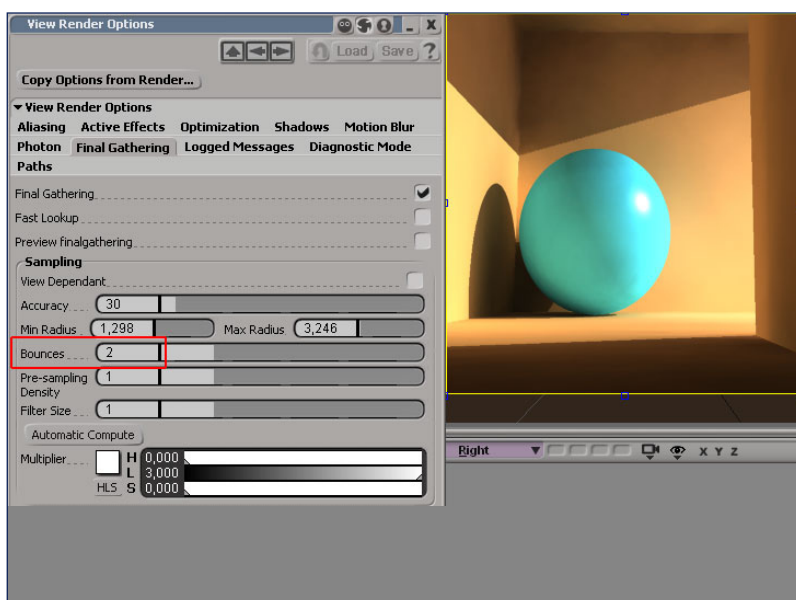 View Render Options
Load Save ?
Copy Options from Render...
View Render Options
Aliasing Active Effects Optimization Shadows Motion Blur
Photon Final Gathering Logged Messages Diagnostic Mode
Paths
Final Gathering
Fast Lookup
Preview finalgathering
Sampling
View Dependant
Accuracy 30
Min Radius 1,298 Max Radius 3,246
Bounces 2
Pre-sampling Density 1
Filter Size 1
Automatic Compute
Multiplier H 0,000
L 3,000
HLS S 0,000
Right X Y Z